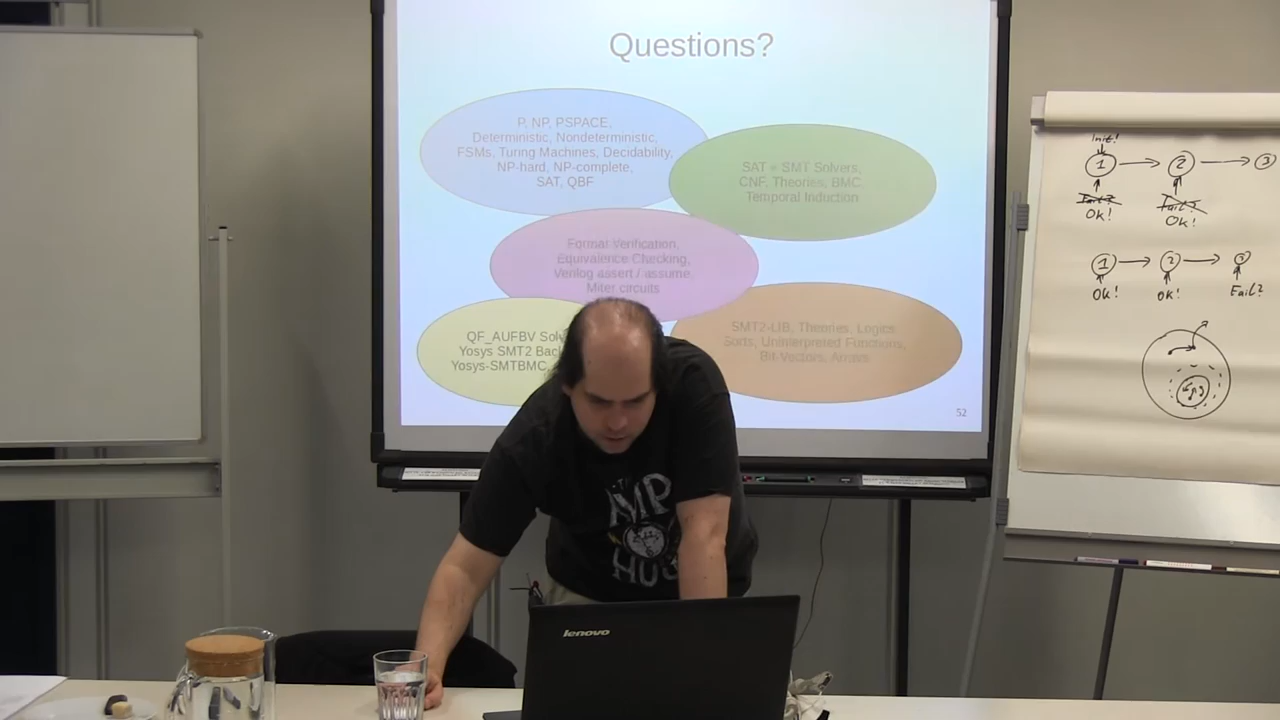 Questions?
P, NP, PSPACE,
Deterministic, Nondeterministic,
FSMs, Turing Machines, Decidability,
NP-hard, NP-complete,
SAT, QBF
SAT + SMT Solvers,
CNF, Theories, BMC,
Temporal Induction
Formal Verification,
Equivalence Checking,
Verilog assert / assume,
Miter circuits
QF_AUFBV
Yosys SMT2
Yosys-SMTBMC,
SMT2-LIB, Theories, Logics
Sorts, Uninterpreted Functions,
Bit-Vectors, Arrays
52
Init!
1 2 3
Fail? Fail?
OK! OK!
1 2 3
OK! OK! Fail?
lenovo